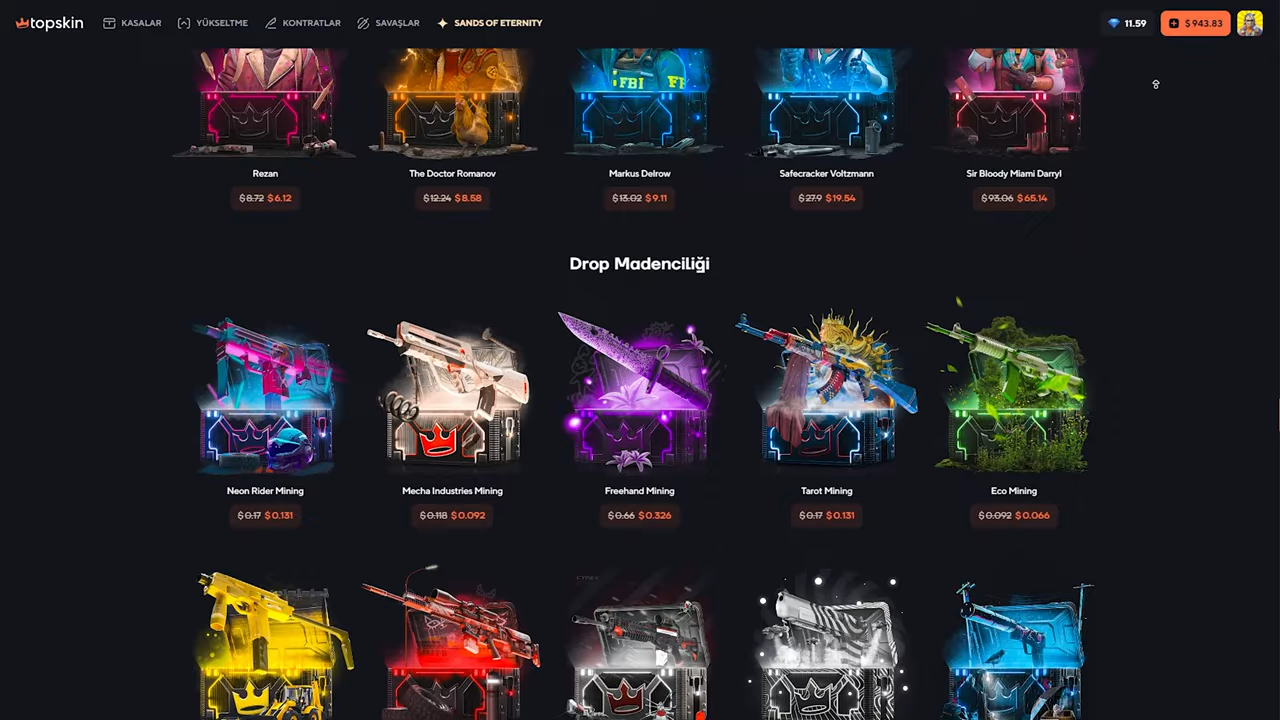 topskin KASALAR YÜKSELTME KONTRATLAR SAVAŞLAR SANDS OF ETERNITY 11.59 $ 943.83
FBI FB
Rezan The Doctor Romanov Markus Delrow Safecracker Voltzmann Sir Bloody Miami Darryl
$8.72 $6.12 $12.24 $8.58 $13.02 $9.11 $27.9 $19.54 $93.06 $65.14
Drop Madenciliği
Neon Rider Mining Mecha Industries Mining Freehand Mining Tarot Mining Eco Mining
$0.17 $0.131 $0.118 $0.092 $0.66 $0.326 $0.17 $0.131 $0.092 $0.066